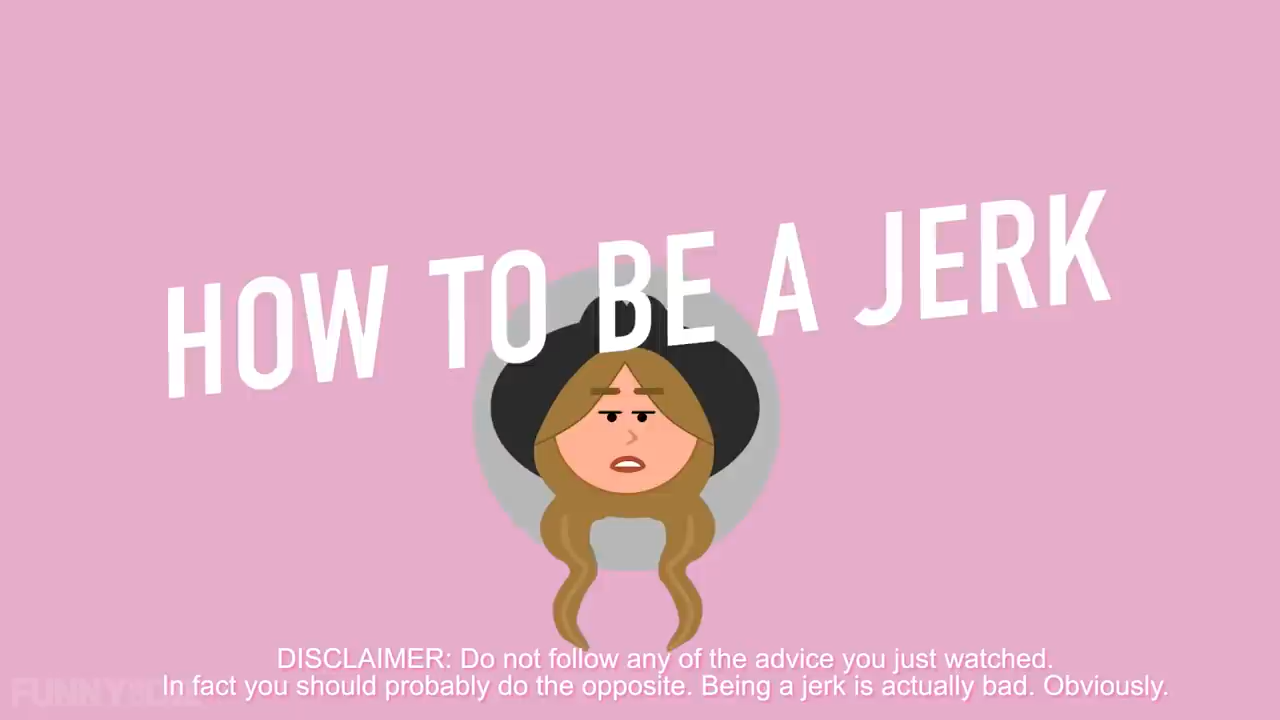 HOW TO BE A JERK
DISCLAIMER: Do not follow any of the advice you just watched.
In fact you should probably do the opposite. Being a jerk is actually bad. Obviously.
FUNNY